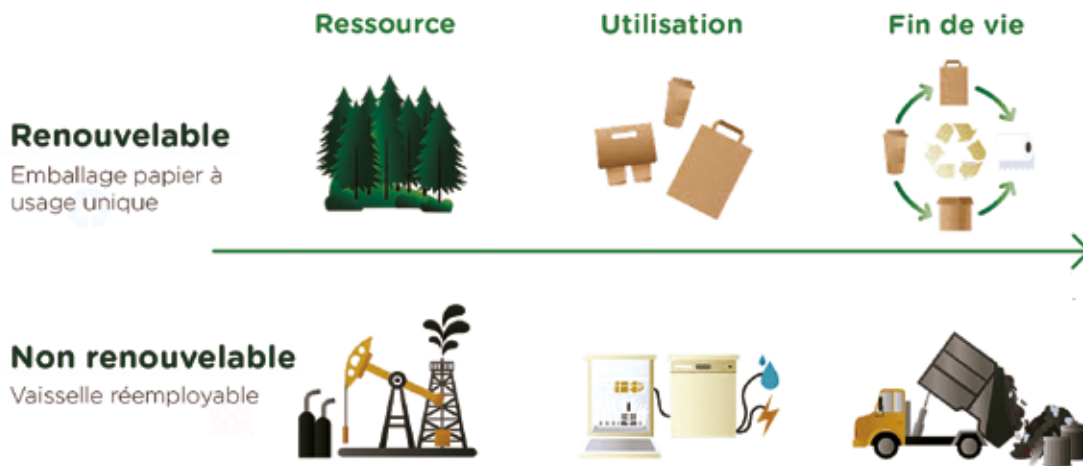 Ressource
Utilisation
Fin de vie
Renouvelable
Emballage papier à
usage unique
Non renouvelable
Vaisselle réemployable